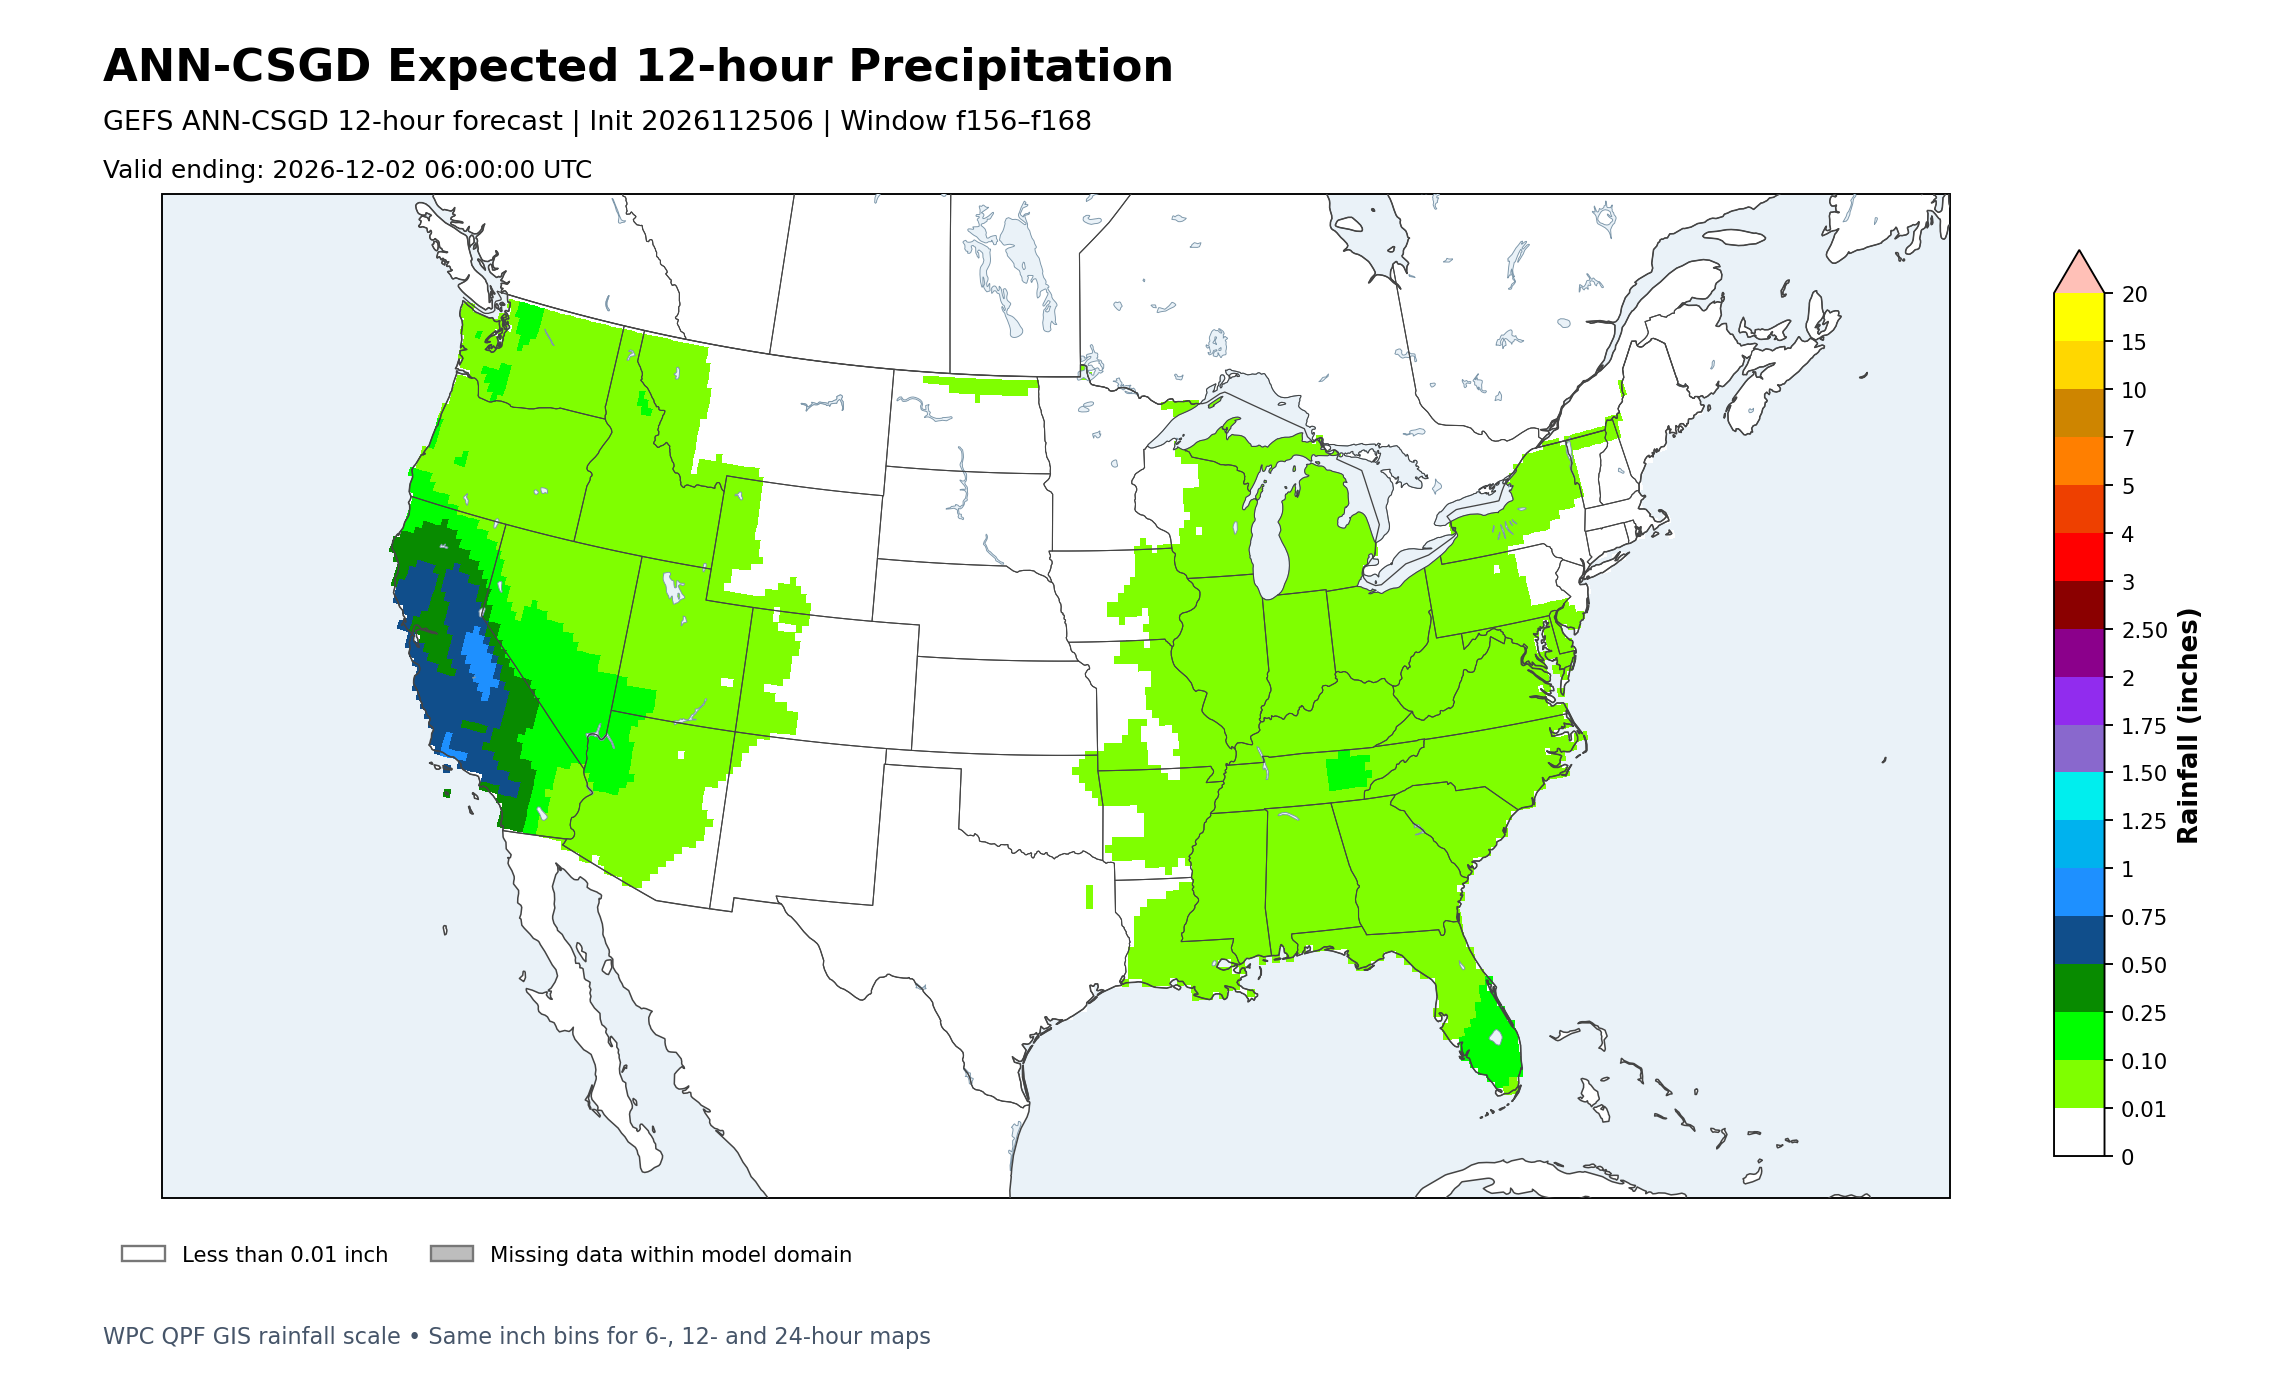 ANN-CSGD Expected 12-hour Precipitation
GEFS ANN-CSGD 12-hour forecast | Init 2026112506 | Window f156–f168
Valid ending: 2026-12-02 06:00:00 UTC
20
15
10
7
5
4
3
2.50
2
1.75
1.50
1.25
1
0.75
0.50
0.25
0.10
0.01
0
Rainfall (inches)
Less than 0.01 inch
Missing data within model domain
WPC QPF GIS rainfall scale • Same inch bins for 6-, 12- and 24-hour maps